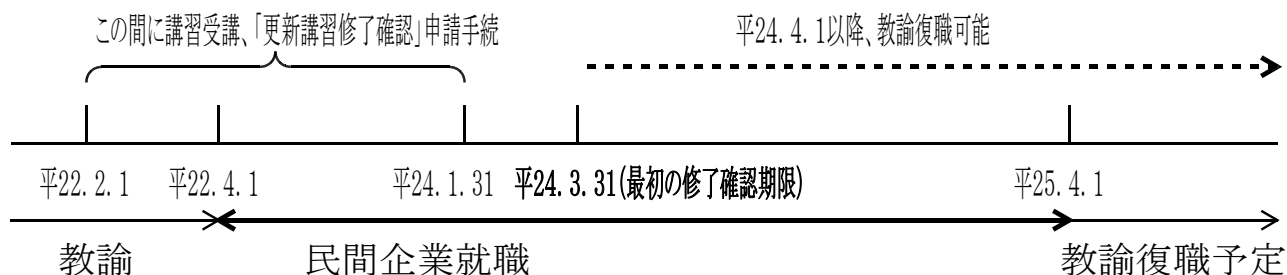 この間に講習受講、「更新講習修了確認」申請手続
平24.4.1以降、教諭復職可能
平22.2.1 平22.4.1 平24.1.31 平24.3.31(最初の修了確認期限) 平25.4.1
教諭 民間企業就職 教諭復職予定